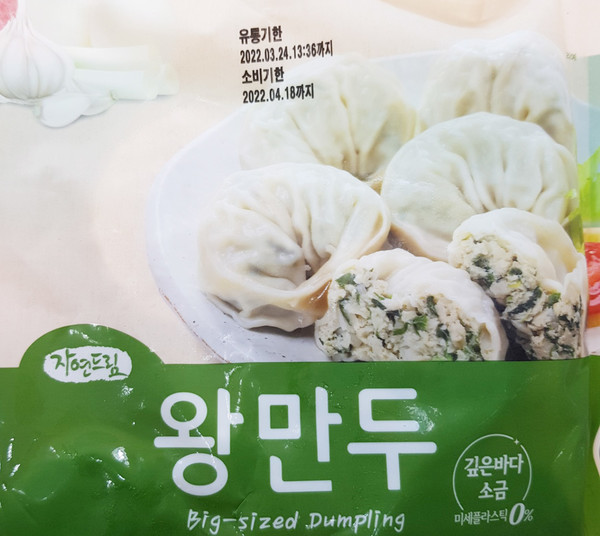 유통기한
2022.03.24.13:36까지
소비기한
2022.04.18까지
자연드림
왕만두
Big-sized Dumpling
깊은바다
소금
미세플라스틱 0%